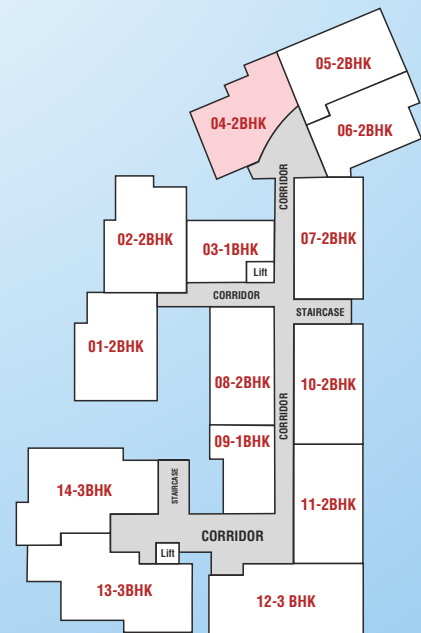 05-2BHK
04-2BHK
06-2BHK
CORRIDOR
02-2BHK
03-1BHK
07-2BHK
Lift
CORRIDOR
STAIRCASE
01-2BHK
08-2BHK
10-2BHK
CORRIDOR
09-1BHK
14-3BHK
STAIRCASE
11-2BHK
CORRIDOR
Lift
13-3BHK
12-3 BHK